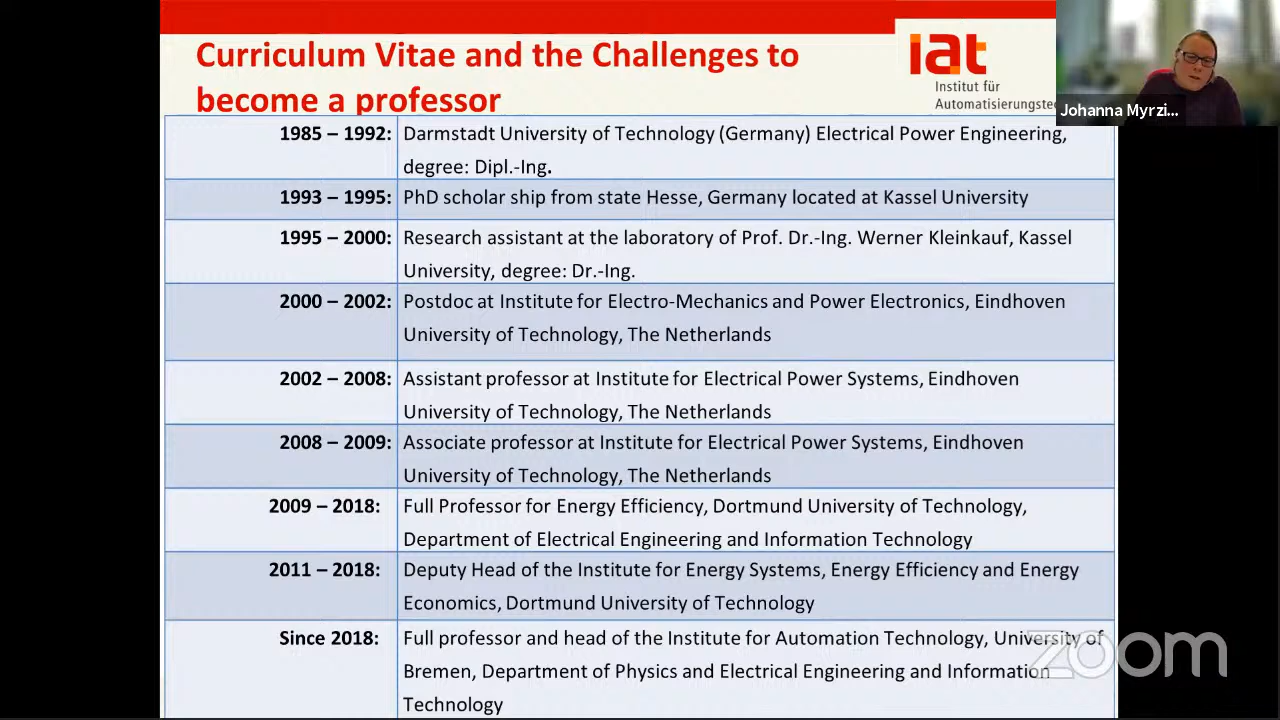 Curriculum Vitae and the Challenges to
become a professor
iat
Institut für
Automatisierungstec
Johanna Myrzi...
1985 – 1992: Darmstadt University of Technology (Germany) Electrical Power Engineering,
degree: Dipl.-Ing.
1993 – 1995: PhD scholar ship from state Hesse, Germany located at Kassel University
1995 – 2000: Research assistant at the laboratory of Prof. Dr.-Ing. Werner Kleinkauf, Kassel
University, degree: Dr.-Ing.
2000 – 2002: Postdoc at Institute for Electro-Mechanics and Power Electronics, Eindhoven
University of Technology, The Netherlands
2002 – 2008: Assistant professor at Institute for Electrical Power Systems, Eindhoven
University of Technology, The Netherlands
2008 – 2009: Associate professor at Institute for Electrical Power Systems, Eindhoven
University of Technology, The Netherlands
2009 – 2018: Full Professor for Energy Efficiency, Dortmund University of Technology,
Department of Electrical Engineering and Information Technology
2011 – 2018: Deputy Head of the Institute for Energy Systems, Energy Efficiency and Energy
Economics, Dortmund University of Technology
Since 2018: Full professor and head of the Institute for Automation Technology, University of
Bremen, Department of Physics and Electrical Engineering and Information
Technology
zoom